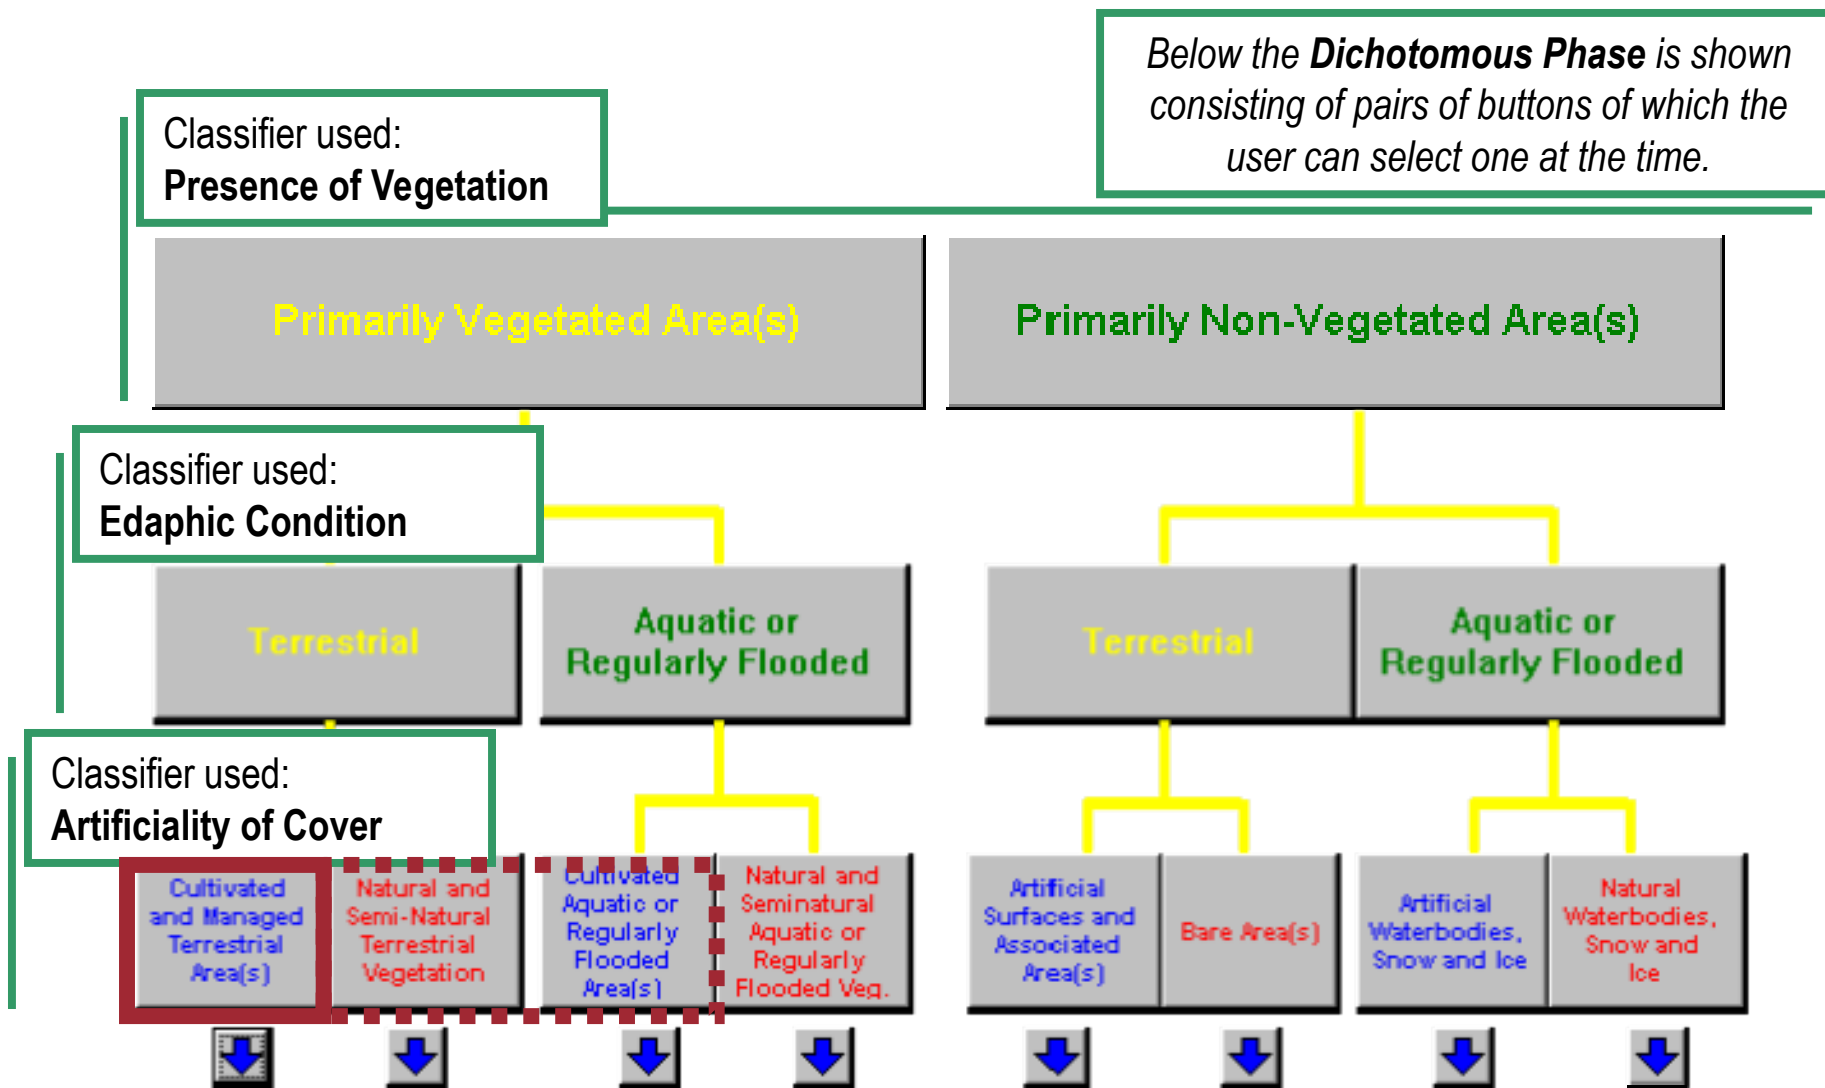 Below the Dichotomous Phase is shown
consisting of pairs of buttons of which the
user can select one at the time.
Classifier used:
Presence of Vegetation
Primarily Vegetated Area(s)
Primarily Non-Vegetated Area(s)
Classifier used:
Edaphic Condition
Terrestrial
Aquatic or
Regularly Flooded
Terrestrial
Aquatic or
Regularly Flooded
Classifier used:
Artificiality of Cover
Cultivated
and Managed
Terrestrial
Area(s)
Natural and
Semi-Natural
Terrestrial
Vegetation
Cultivated
Aquatic or
Regularly
Flooded
Area(s)
Natural and
Seminatural
Aquatic or
Regularly
Flooded Veg.
Artificial
Surfaces and
Associated
Area(s)
Bare Area(s)
Artificial
Waterbodies,
Snow and Ice
Natural
Waterbodies,
Snow and
Ice